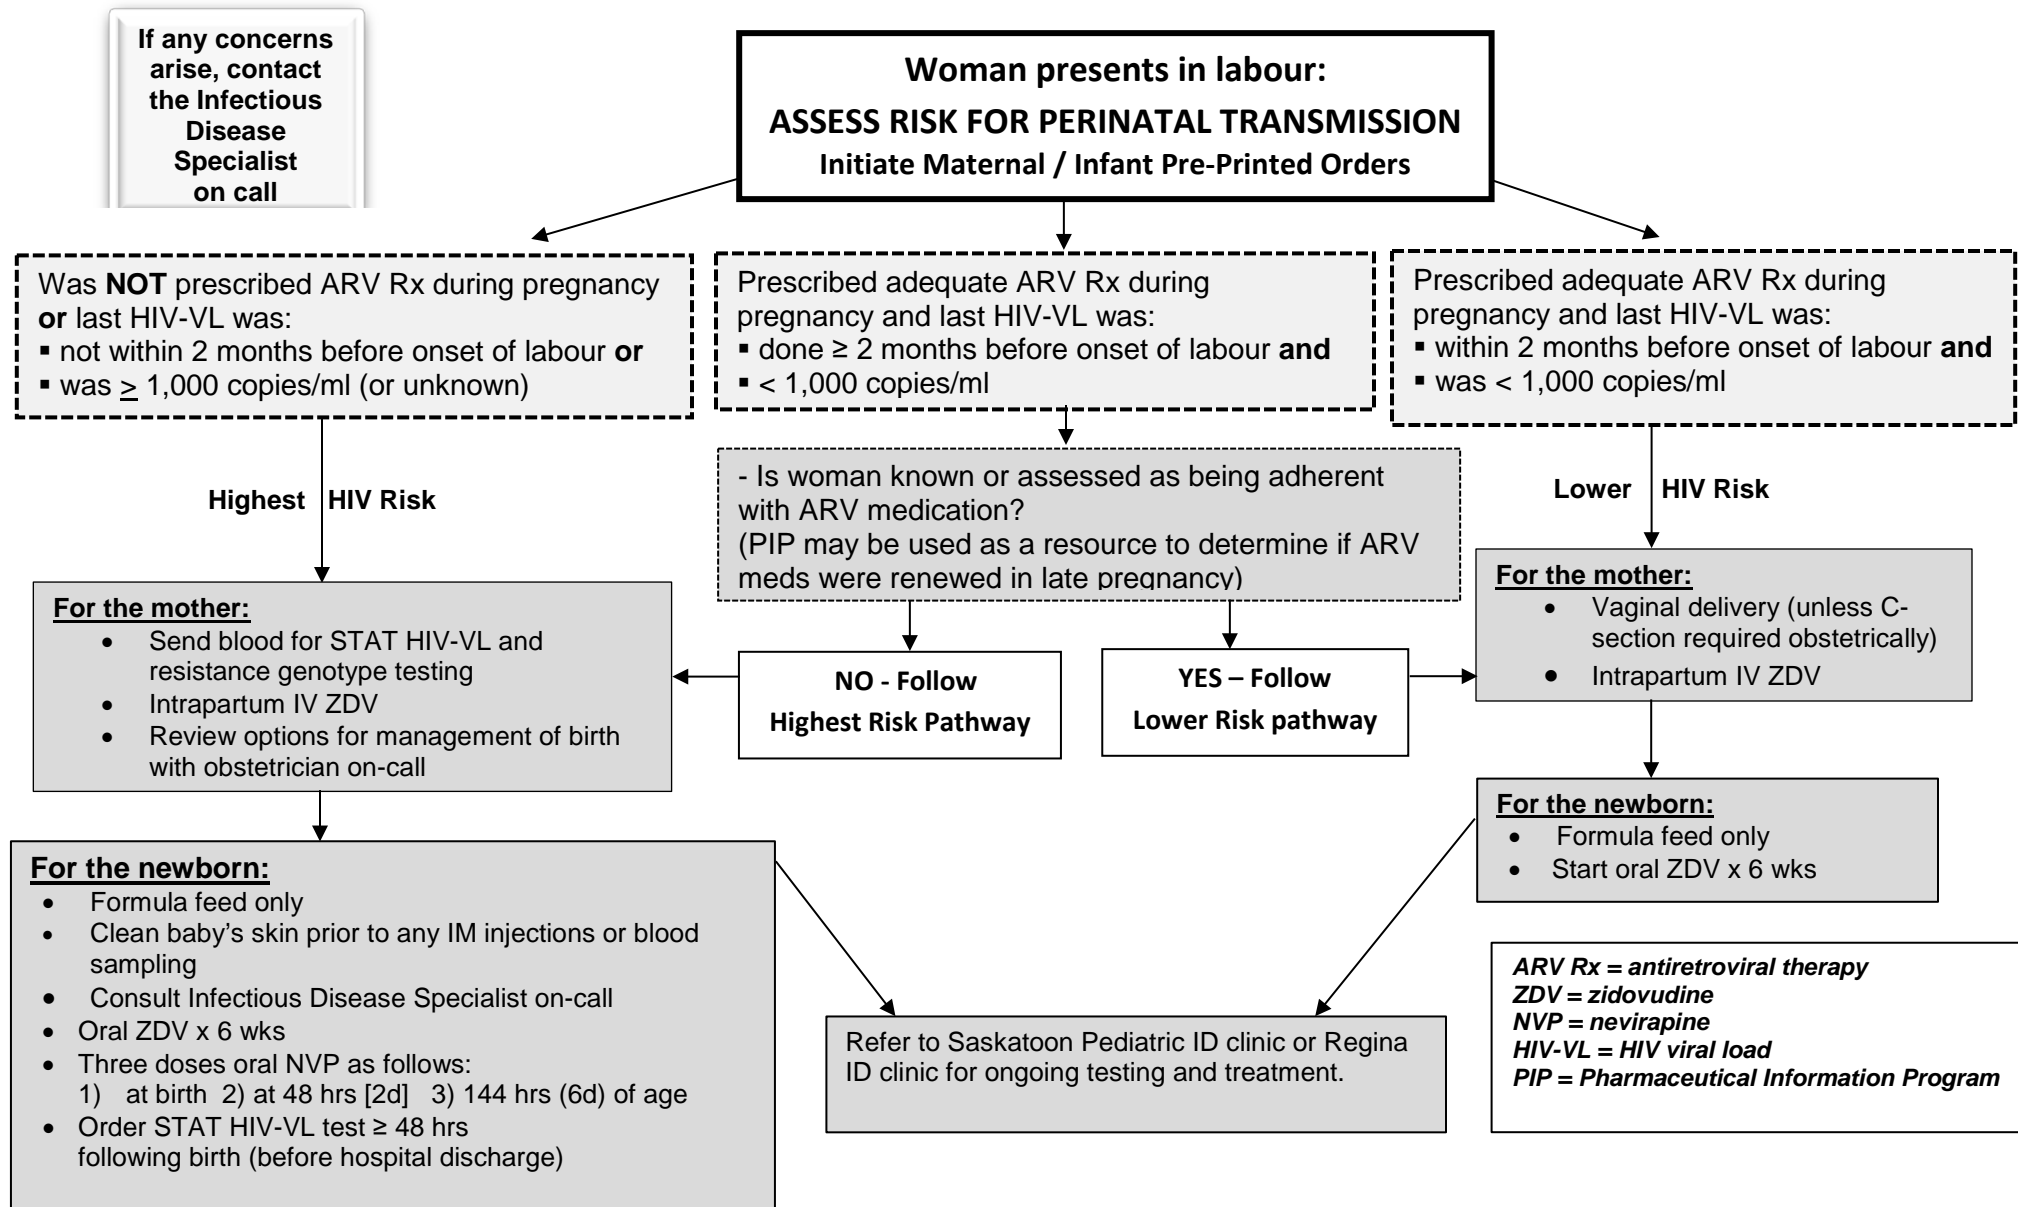 If any concerns
arise, contact
the Infectious
Disease
Specialist
on call
Woman presents in labour:
ASSESS RISK FOR PERINATAL TRANSMISSION
Initiate Maternal / Infant Pre-Printed Orders
Was NOT prescribed ARV Rx during pregnancy
or last HIV-VL was:
▪ not within 2 months before onset of labour or
▪ was ≥ 1,000 copies/ml (or unknown)
Prescribed adequate ARV Rx during
pregnancy and last HIV-VL was:
▪ done ≥ 2 months before onset of labour and
▪ < 1,000 copies/ml
Prescribed adequate ARV Rx during
pregnancy and last HIV-VL was:
▪ within 2 months before onset of labour and
▪ was < 1,000 copies/ml
Highest HIV Risk
- Is woman known or assessed as being adherent
with ARV medication?
(PIP may be used as a resource to determine if ARV
meds were renewed in late pregnancy)
Lower HIV Risk
For the mother:
• Send blood for STAT HIV-VL and
resistance genotype testing
• Intrapartum IV ZDV
• Review options for management of birth
with obstetrician on-call
NO - Follow
Highest Risk Pathway
YES – Follow
Lower Risk pathway
For the mother:
• Vaginal delivery (unless C-
section required obstetrically)
• Intrapartum IV ZDV
For the newborn:
• Formula feed only
• Clean baby's skin prior to any IM injections or blood
sampling
• Consult Infectious Disease Specialist on-call
• Oral ZDV x 6 wks
• Three doses oral NVP as follows:
1) at birth 2) at 48 hrs [2d] 3) 144 hrs (6d) of age
• Order STAT HIV-VL test ≥ 48 hrs
following birth (before hospital discharge)
For the newborn:
• Formula feed only
• Start oral ZDV x 6 wks
Refer to Saskatoon Pediatric ID clinic or Regina
ID clinic for ongoing testing and treatment.
ARV Rx = antiretroviral therapy
ZDV = zidovudine
NVP = nevirapine
HIV-VL = HIV viral load
PIP = Pharmaceutical Information Program